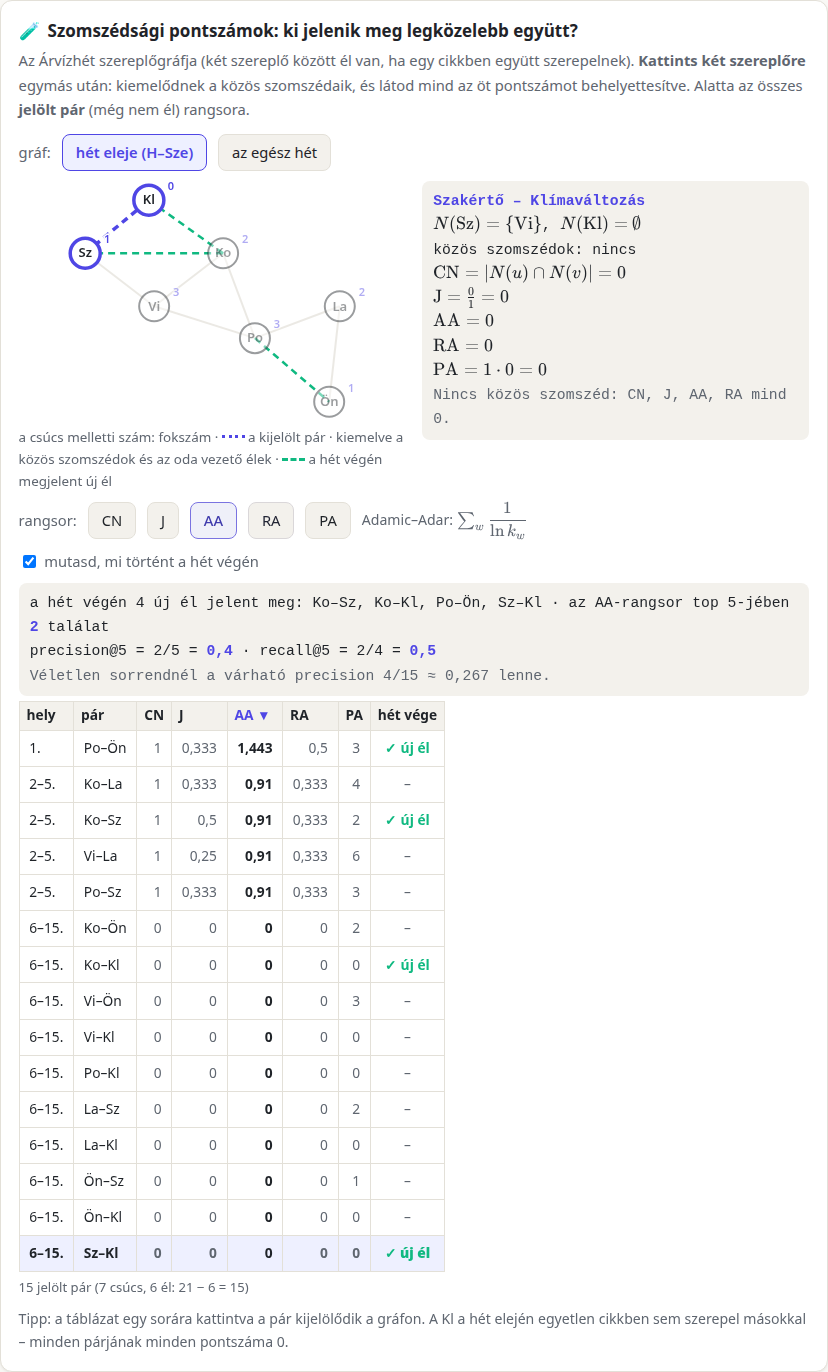 🧪 Szomszédsági pontszámok: ki jelenik meg legközelebb együtt?
Az Árvízhét szereplőgráfja (két szereplő között él van, ha egy cikkben együtt szerepelnek). Kattints két szereplőre
egymás után: kiemelődnek a közös szomszédaik, és látod mind az öt pontszámot behelyettesítve. Alatta az összes
jelölt pár (még nem él) rangsora.
gráf: hét eleje (H–Sze) az egész hét
Kl 0
Sz 1
Ko 2
Vi 3
La 2
Po 3
Ön 1
a csúcs melletti szám: fokszám · a kijelölt pár · kiemelve a
közös szomszédok és az oda vezető élek · a hét végén
megjelent új él
Szakértő – Klímaváltozás
N(Sz) = {Vi}, N(Kl) = ∅
közös szomszédok: nincs
CN = |N(u) ∩ N(v)| = 0
J = 0/1 = 0
AA = 0
RA = 0
PA = 1 · 0 = 0
Nincs közös szomszéd: CN, J, AA, RA mind
0.
rangsor: CN J AA RA PA Adamic–Adar: ∑_w 1/ln k_w
mutasd, mi történt a hét végén
a hét végén 4 új él jelent meg: Ko–Sz, Ko–Kl, Po–Ön, Sz–Kl · az AA-rangsor top 5-jében
2 találat
precision@5 = 2/5 = 0,4 · recall@5 = 2/4 = 0,5
Véletlen sorrendnél a várható precision 4/15 ≈ 0,267 lenne.
hely pár CN J AA ▼ RA PA hét vége
1. Po–Ön 1 0,333 1,443 0,5 3 ✓ új él
2–5. Ko–La 1 0,333 0,91 0,333 4 –
2–5. Ko–Sz 1 0,5 0,91 0,333 2 ✓ új él
2–5. Vi–La 1 0,25 0,91 0,333 6 –
2–5. Po–Sz 1 0,333 0,91 0,333 3 –
6–15. Ko–Ön 0 0 0 0 2 –
6–15. Ko–Kl 0 0 0 0 0 ✓ új él
6–15. Vi–Ön 0 0 0 0 3 –
6–15. Vi–Kl 0 0 0 0 0 –
6–15. Po–Kl 0 0 0 0 0 –
6–15. La–Sz 0 0 0 0 2 –
6–15. La–Kl 0 0 0 0 0 –
6–15. Ön–Sz 0 0 0 0 1 –
6–15. Ön–Kl 0 0 0 0 0 –
6–15. Sz–Kl 0 0 0 0 0 ✓ új él
15 jelölt pár (7 csúcs, 6 él: 21 − 6 = 15)
Tipp: a táblázat egy sorára kattintva a pár kijelölődik a gráfon. A Kl a hét elején egyetlen cikkben sem szerepel másokkal
– minden párjának minden pontszáma 0.